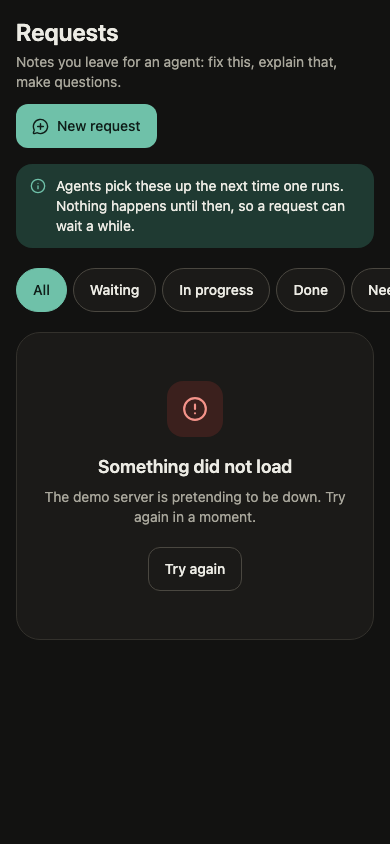 Requests
Notes you leave for an agent: fix this, explain that,
make questions.
New request
Agents pick these up the next time one runs.
Nothing happens until then, so a request can
wait a while.
All
Waiting
In progress
Done
Nee
Something did not load
The demo server is pretending to be down. Try
again in a moment.
Try again